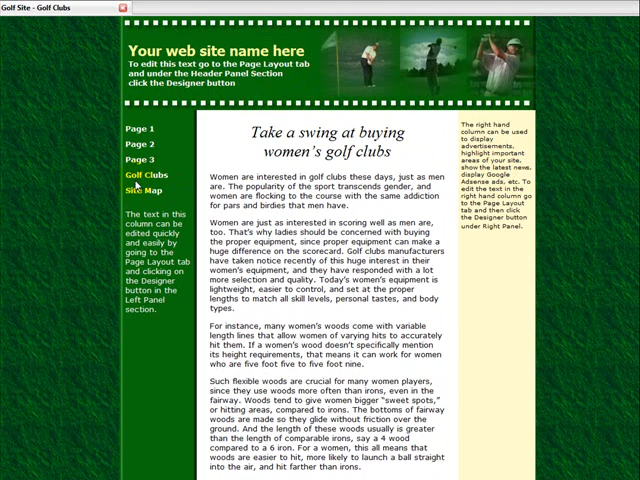 Golf Site - Golf Clubs
Your web site name here
To edit this text go to the Page Layout tab
and under the Header Panel Section
click the Designer button
Page 1
Page 2
Page 3
Golf Clubs
Site Map
The text in this
column can be
edited quickly
and easily by
going to the
Page Layout tab
and clicking on
the Designer
button in the
Left Panel
section.
Take a swing at buying
women's golf clubs
Women are interested in golf clubs these days, just as men
are. The popularity of the sport transcends gender, and
women are flocking to the course with the same addiction
for pars and birdies that men have.
Women are just as interested in scoring well as men are,
too. That's why ladies should be concerned with buying
the proper equipment, since proper equipment can make a
huge difference on the scorecard. Golf clubs manufacturers
have taken notice recently of this huge interest in their
women's equipment, and they have responded with a lot
more selection and quality. Today's women's equipment is
lightweight, easier to control, and set at the proper
lengths to match all skill levels, personal tastes, and body
types.
For instance, many women's woods come with variable
length lines that allow women of varying hits to accurately
hit them. If a women's wood doesn't specifically mention
its height requirements, that means it can work for women
who are five foot five to five foot nine.
Such flexible woods are crucial for many women players,
since they use woods more often than irons, even in the
fairway. Woods tend to give women bigger "sweet spots,"
or hitting areas, compared to irons. The bottoms of fairway
woods are made so they glide without friction over the
ground. And the length of these woods usually is greater
than the length of comparable irons, say a 4 wood
compared to a 6 iron. For a women, this all means that
woods are easier to hit, more likely to launch a ball straight
into the air, and hit farther than irons.
The right hand
column can be used
to display
advertisements,
highlight important
areas of your site,
show the latest news,
display Google
Adsense ads, etc. To
edit the text in the
right hand column go
to the Page Layout
tab and then click
the Designer button
under Right Panel.